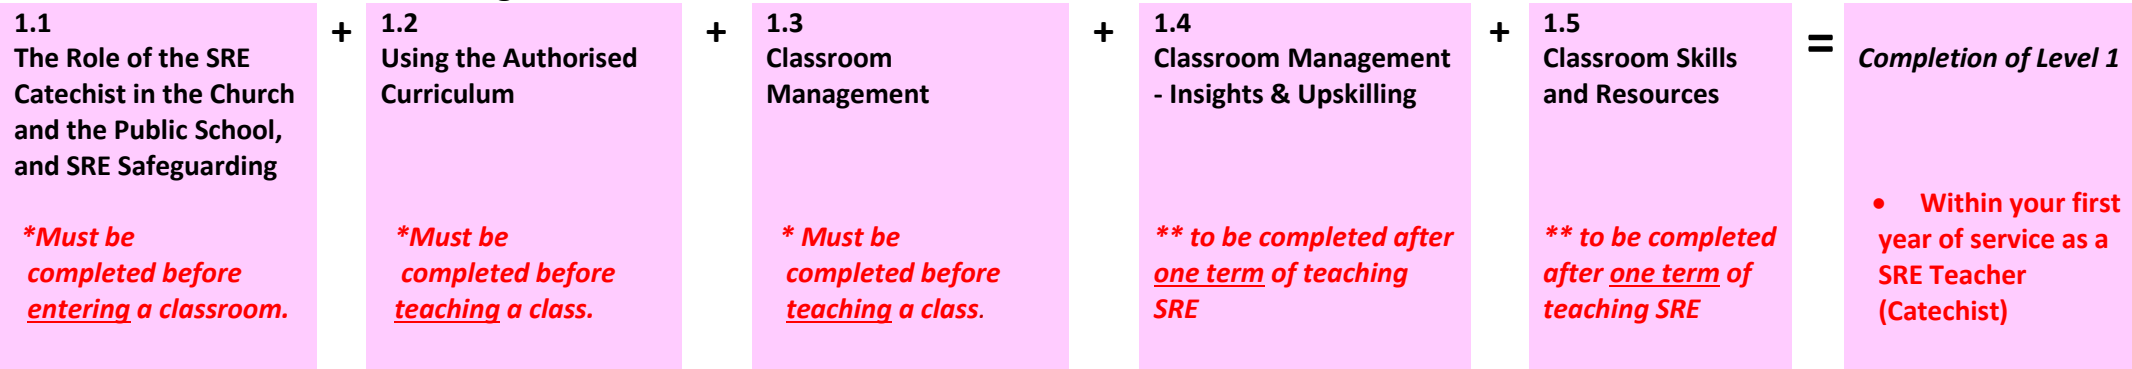 1.1
The Role of the SRE
Catechist in the Church
and the Public School,
and SRE Safeguarding
*Must be
completed before
entering a classroom.
+
1.2
Using the Authorised
Curriculum
*Must be
completed before
teaching a class.
+
1.3
Classroom
Management
* Must be
completed before
teaching a class.
+
1.4
Classroom Management
- Insights & Upskilling
** to be completed after
one term of teaching
SRE
+
1.5
Classroom Skills
and Resources
** to be completed
after one term of
teaching SRE
=
Completion of Level 1
• Within your first
year of service as a
SRE Teacher
(Catechist)